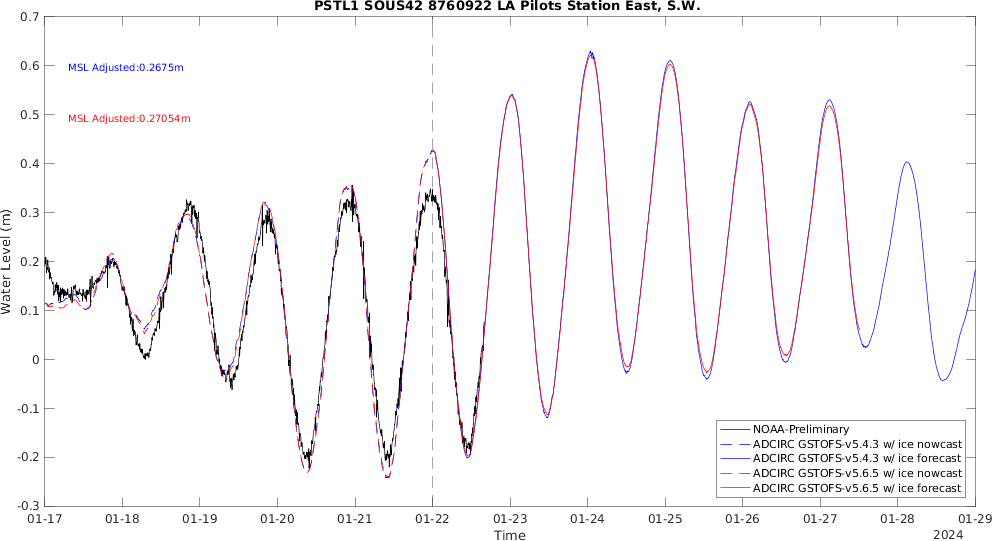 PSTL1 SOUS42 8760922 LA Pilots Station East, S.W.
MSL Adjusted:0.2675m
MSL Adjusted:0.27054m
Water Level (m)
0.7
0.6
0.5
0.4
0.3
0.2
0.1
0
-0.1
-0.2
-0.3
NOAA-Preliminary
ADCIRC GSTOFS-v5.4.3 w/ ice nowcast
ADCIRC GSTOFS-v5.4.3 w/ ice forecast
ADCIRC GSTOFS-v5.6.5 w/ ice nowcast
ADCIRC GSTOFS-v5.6.5 w/ ice forecast
01-17 01-18 01-19 01-20 01-21 01-22 01-23 01-24 01-25 01-26 01-27 01-28 01-29
Time
2024